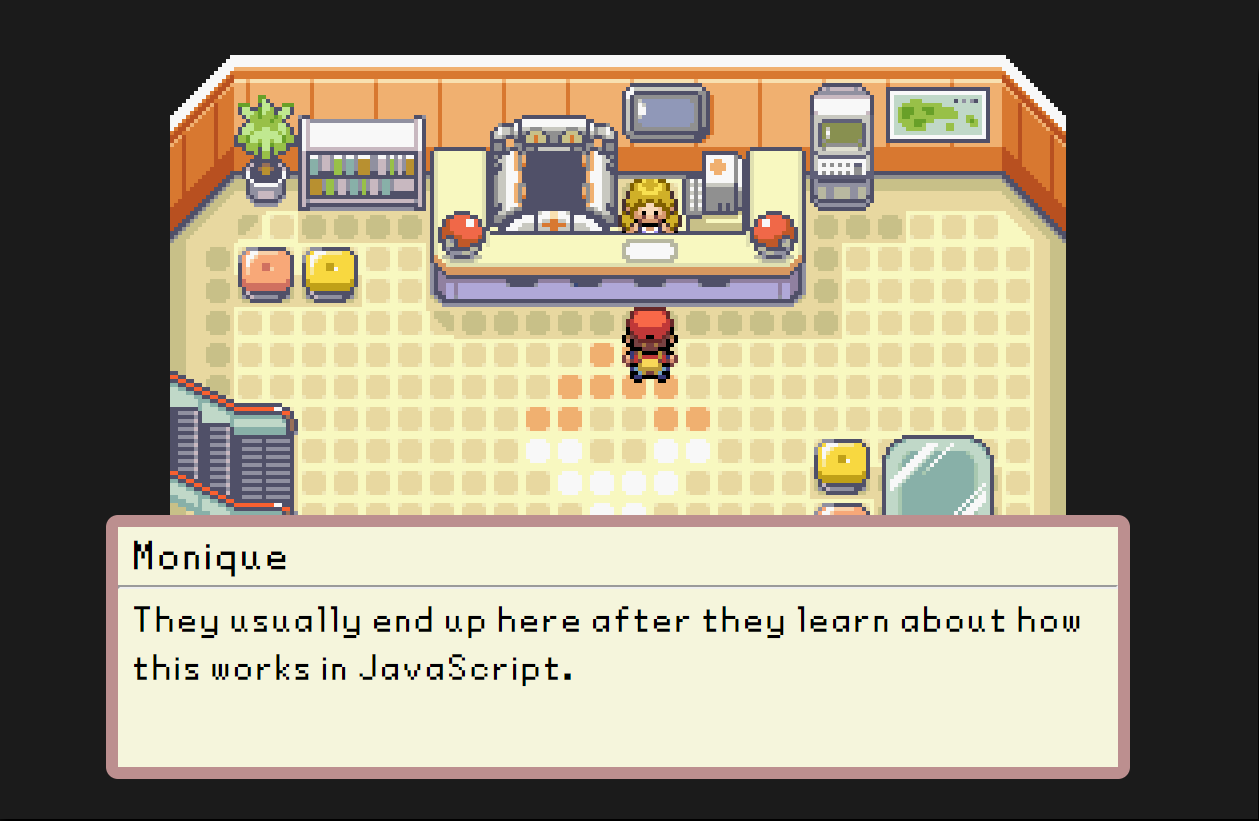 Monique
They usually end up here after they learn about how
this works in JavaScript.